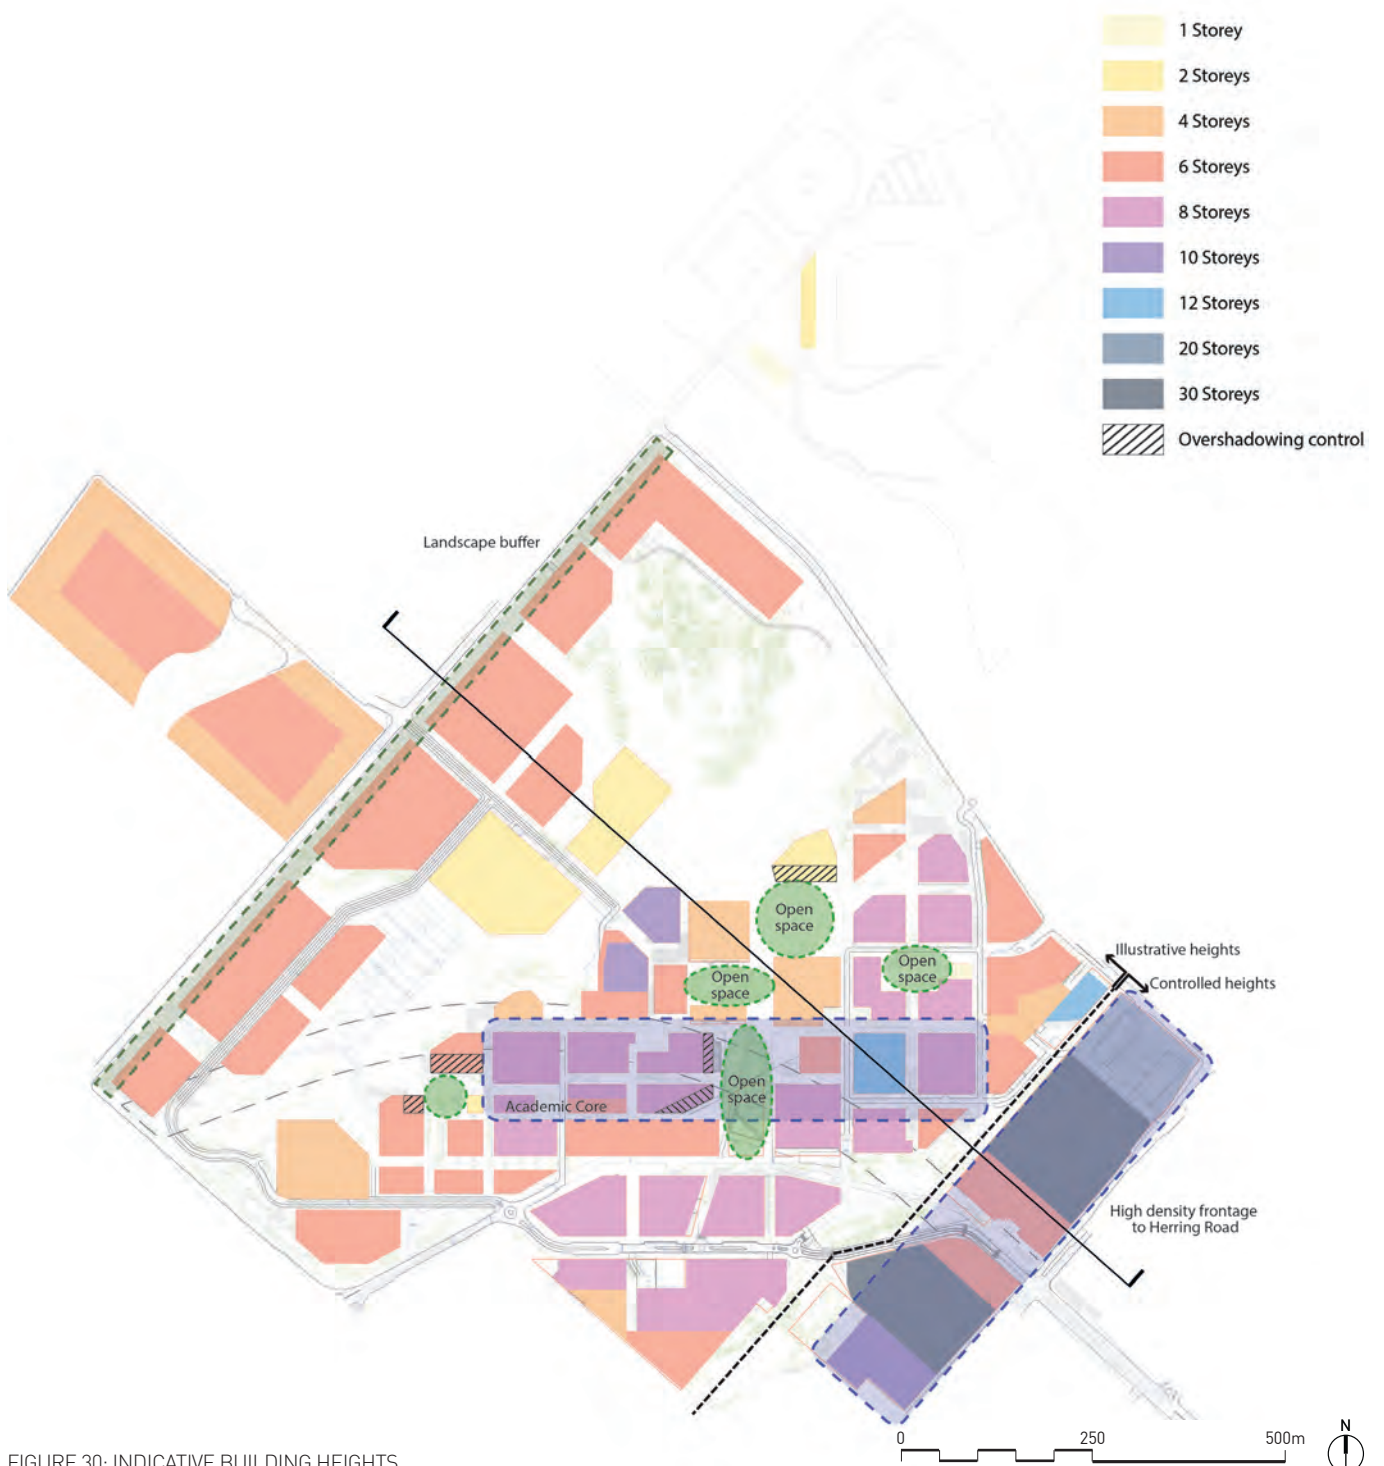 1 Storey
2 Storeys
4 Storeys
6 Storeys
8 Storeys
10 Storeys
12 Storeys
20 Storeys
30 Storeys
Overshadowing control
Landscape buffer
Open
space
Open
space
Open
space
Illustrative heights
Controlled heights
Open
space
Academic Core
High density frontage
to Herring Road
0
250
500m
N
FIGURE 30: INDICATIVE BUILDING HEIGHTS